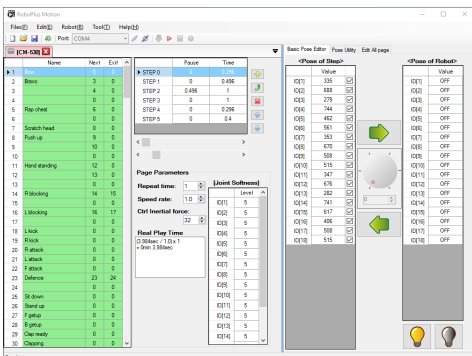 RoboPlus Motion
Files(F) Edit(E) Robot(R) Tool(T) Help(H)
Port: COM4
[CM-530]
Name Next Exit
1 Bow 0 0
2 Bravo 3 0
3 4 0
4 0 0
5 Rap chest 6 0
6 0 0
7 Scratch head 0 0
8 Push up 9 0
9 10 0
10 0 0
11 Hand standing 12 0
12 13 0
13 0 0
14 R blocking 14 15
15 0 0
16 L blocking 16 17
17 0 0
18 L kick 0 0
19 R kick 0 0
20 R attack 0 0
21 L attack 0 0
22 F attack 0 0
23 Defence 23 24
24 0 0
25 Sit down 0 0
26 Stand up 0 0
27 F getup 0 0
28 B getup 0 0
29 Clap ready 0 0
30 Clapping 0 0
Pause Time
STEP 0 0 0.296
STEP 1 0 0.496
STEP 2 0.496 1
STEP 3 0 1
STEP 4 0 0.296
STEP 5 0 0.4
Page Parameters
Repeat time: 1
Speed rate: 1.0
Ctrl Inertial force:
32
Real Play Time
(3.984sec / 1.0) x 1
= 0min 3.984sec
[Joint Softness]
Level
ID[1] 5
ID[2] 5
ID[3] 5
ID[4] 5
ID[5] 5
ID[6] 5
ID[7] 5
ID[8] 5
ID[9] 5
ID[10] 5
ID[11] 5
ID[12] 5
ID[13] 5
ID[14] 5
Basic Pose Editor Pose Utility Edit All page
<Pose of Step>
Value
ID[1] 335
ID[2] 688
ID[3] 279
ID[4] 744
ID[5] 462
ID[6] 561
ID[7] 353
ID[8] 670
ID[9] 508
ID[10] 515
ID[11] 347
ID[12] 676
ID[13] 282
ID[14] 741
ID[15] 617
ID[16] 406
ID[17] 508
ID[18] 515
0
<Pose of Robot>
Value
ID[1] OFF
ID[2] OFF
ID[3] OFF
ID[4] OFF
ID[5] OFF
ID[6] OFF
ID[7] OFF
ID[8] OFF
ID[9] OFF
ID[10] OFF
ID[11] OFF
ID[12] OFF
ID[13] OFF
ID[14] OFF
ID[15] OFF
ID[16] OFF
ID[17] OFF
ID[18] OFF